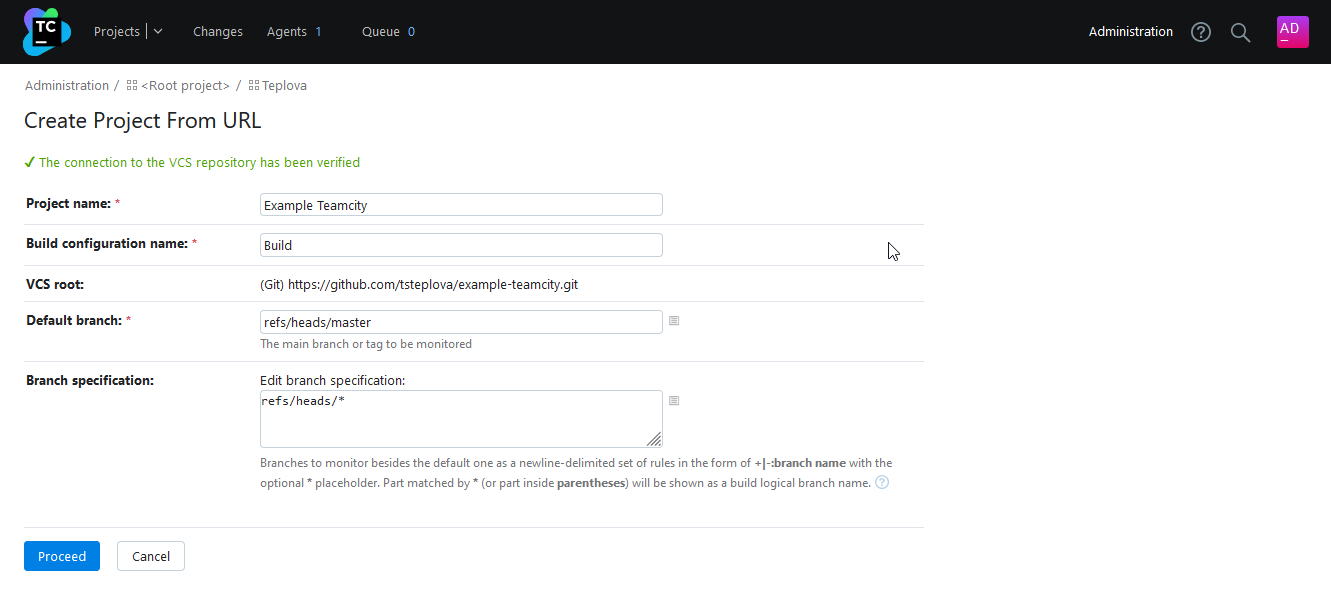 TC Projects Changes Agents 1 Queue 0 Administration ? AD
Administration / <Root project> / Teplova
Create Project From URL
The connection to the VCS repository has been verified
Project name: * Example Teamcity
Build configuration name: * Build
VCS root: (Git) https://github.com/tsteplova/example-teamcity.git
Default branch: * refs/heads/master
The main branch or tag to be monitored
Branch specification: Edit branch specification:
refs/heads/*
Branches to monitor besides the default one as a newline-delimited set of rules in the form of +|-:branch name with the
optional * placeholder. Part matched by * (or part inside parentheses) will be shown as a build logical branch name. ?
Proceed Cancel